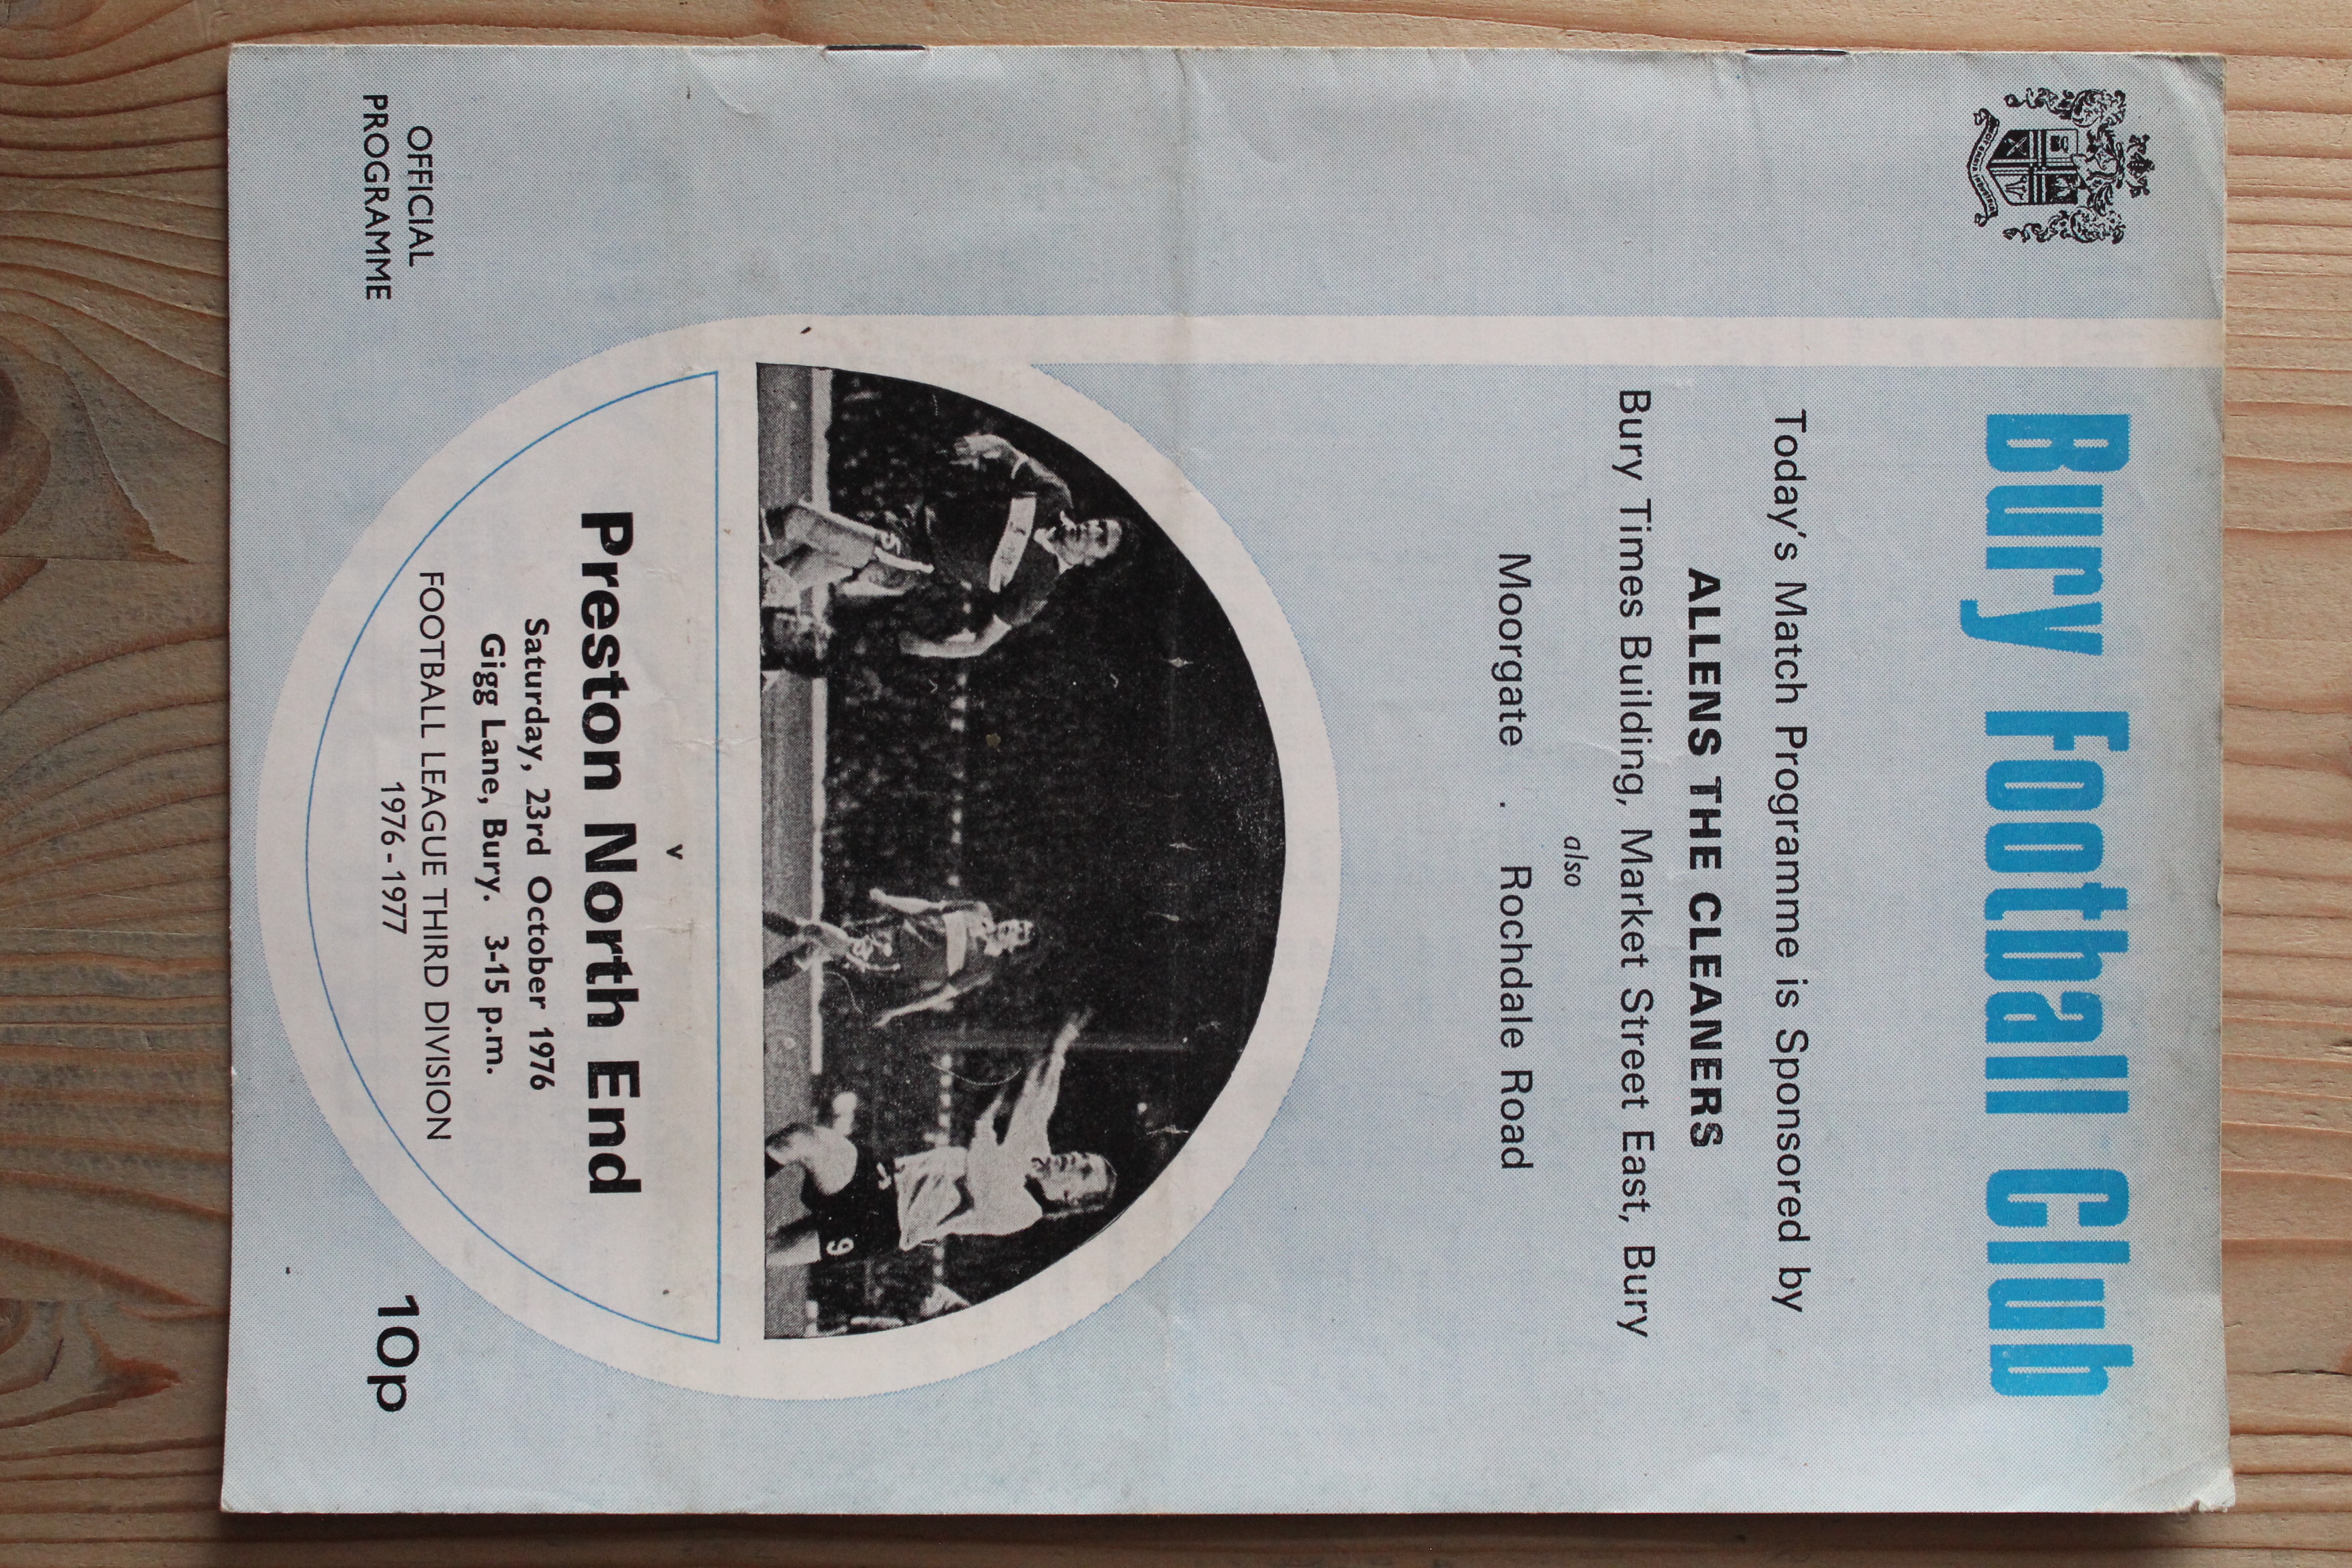 Bury Football Club
Today's Match Programme is Sponsored by
ALLENS THE CLEANERS
Bury Times Building, Market Street East, Bury
also
Moorgate . Rochdale Road
9
v
Preston North End
Saturday, 23rd October 1976
Gigg Lane, Bury. 3-15 p.m.
FOOTBALL LEAGUE THIRD DIVISION
1976-1977
OFFICIAL
PROGRAMME
10p